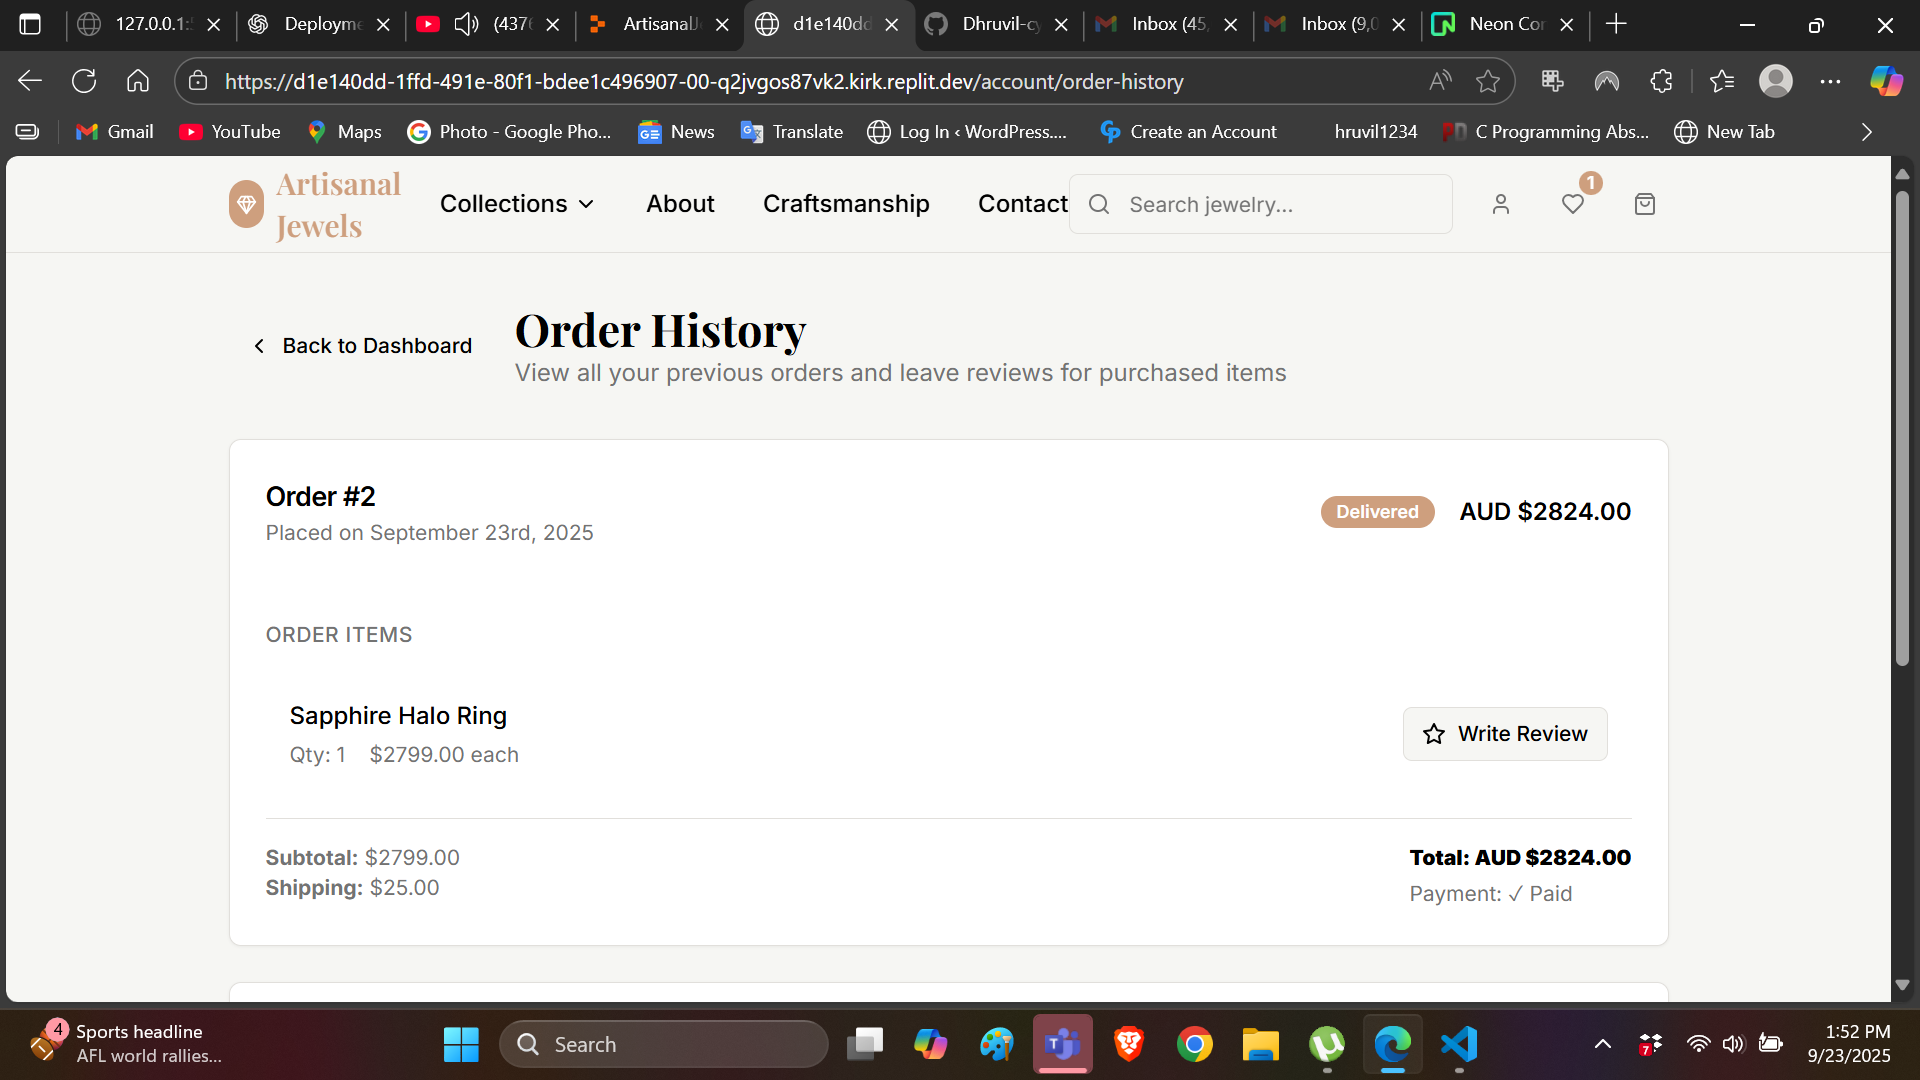 127.0.0.1:
Deployme
(437
ArtisanalJ
d1e140dd
Dhruvil-cy
Inbox (45,
Inbox (9,0
Neon Con
https://d1e140dd-1ffd-491e-80f1-bdee1c496907-00-q2jvgos87vk2.kirk.replit.dev/account/order-history
Gmail
YouTube
Maps
Photo - Google Pho...
News
Translate
Log In ‹ WordPress....
Create an Account
hruvil1234
C Programming Abs...
New Tab
Artisanal
Jewels
Collections
About
Craftsmanship
Contact
Search jewelry...
1
Back to Dashboard
Order History
View all your previous orders and leave reviews for purchased items
Order #2
Placed on September 23rd, 2025
Delivered
AUD $2824.00
ORDER ITEMS
Sapphire Halo Ring
Qty: 1 $2799.00 each
Write Review
Subtotal: $2799.00
Shipping: $25.00
Total: AUD $2824.00
Payment: ✓ Paid
4
Sports headline
AFL world rallies...
Search
7
1:52 PM
9/23/2025